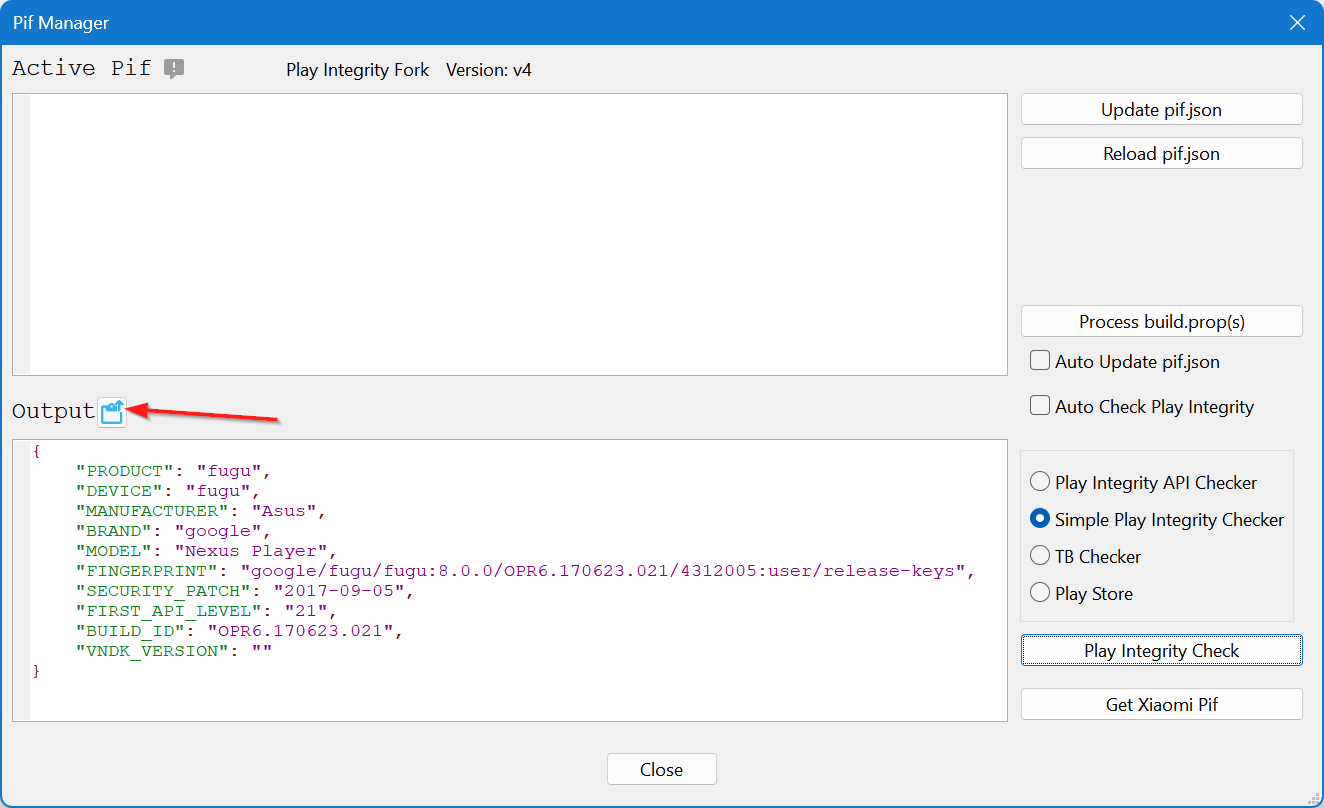 Pif Manager
Active Pif
Play Integrity Fork Version: v4
Update pif.json
Reload pif.json
Process build.prop(s)
Auto Update pif.json
Auto Check Play Integrity
Output
{
    "PRODUCT": "fugu",
    "DEVICE": "fugu",
    "MANUFACTURER": "Asus",
    "BRAND": "google",
    "MODEL": "Nexus Player",
    "FINGERPRINT": "google/fugu/fugu:8.0.0/OPR6.170623.021/4312005:user/release-keys",
    "SECURITY_PATCH": "2017-09-05",
    "FIRST_API_LEVEL": "21",
    "BUILD_ID": "OPR6.170623.021",
    "VNDK_VERSION": ""
}
Play Integrity API Checker
Simple Play Integrity Checker
TB Checker
Play Store
Play Integrity Check
Get Xiaomi Pif
Close